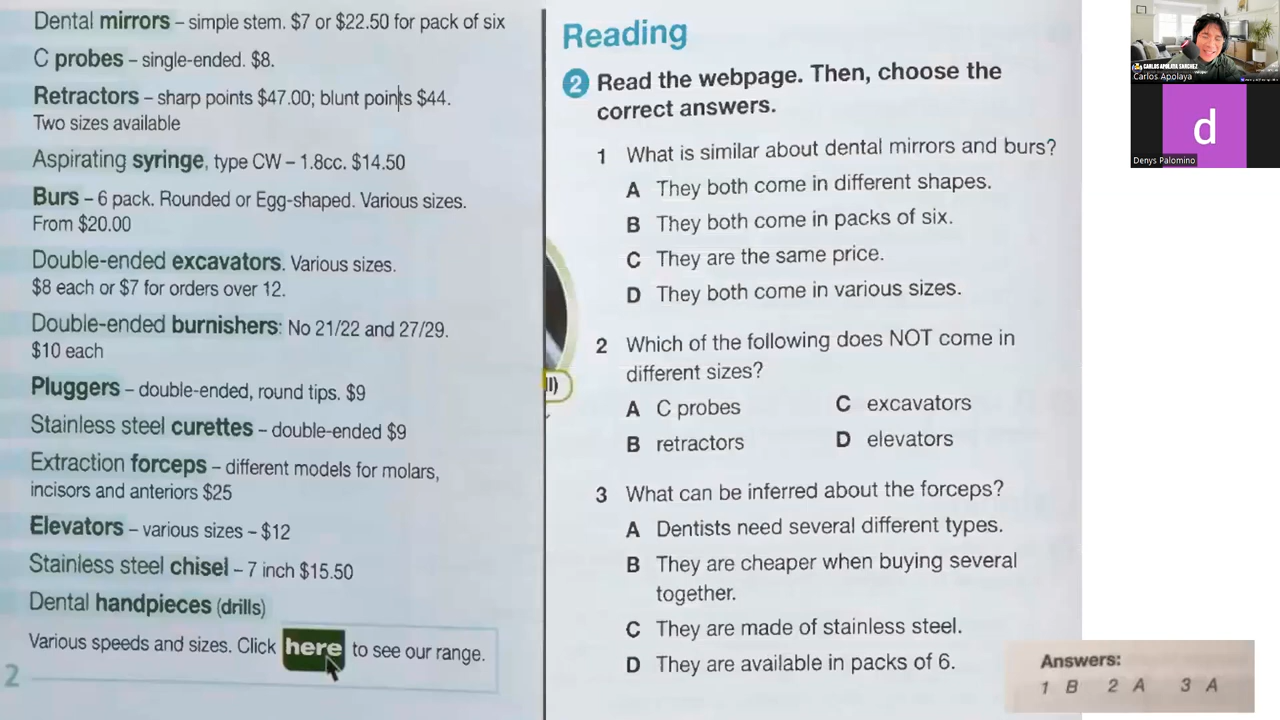 Dental mirrors – simple stem. $7 or $22.50 for pack of six
C probes – single-ended. $8.
Retractors – sharp points $47.00; blunt points $44.
Two sizes available
Aspirating syringe, type CW – 1.8cc. $14.50
Burs – 6 pack. Rounded or Egg-shaped. Various sizes.
From $20.00
Double-ended excavators. Various sizes.
$8 each or $7 for orders over 12.
Double-ended burnishers: No 21/22 and 27/29.
$10 each
Pluggers – double-ended, round tips. $9
Stainless steel curettes – double-ended $9
Extraction forceps – different models for molars,
incisors and anteriors $25
Elevators – various sizes – $12
Stainless steel chisel – 7 inch $15.50
Dental handpieces (drills)
Various speeds and sizes. Click here to see our range.
2
Reading
2 Read the webpage. Then, choose the
correct answers.
1 What is similar about dental mirrors and burs?
A They both come in different shapes.
B They both come in packs of six.
C They are the same price.
D They both come in various sizes.
2 Which of the following does NOT come in
different sizes?
A C probes
B retractors
C excavators
D elevators
3 What can be inferred about the forceps?
A Dentists need several different types.
B They are cheaper when buying several
together.
C They are made of stainless steel.
D They are available in packs of 6.
Answers:
1 B 2 A 3 A
CARLOS APOLAYA SANCHEZ
Carlos Apolaya
d
Denys Palomino